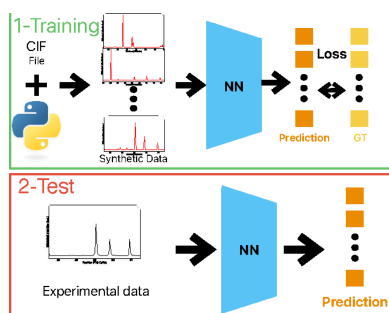 1-Training
CIF
File
+
Synthetic Data
NN
Loss
Prediction
GT
2-Test
Experimental data
NN
Prediction